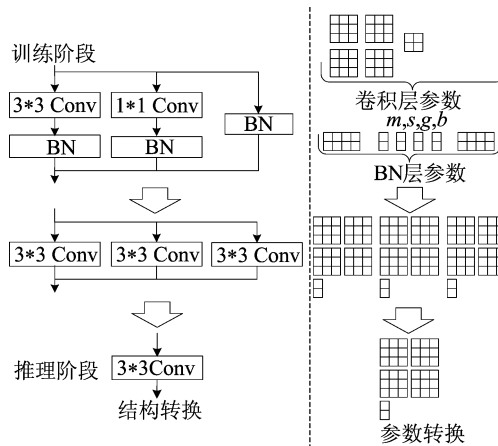 训练阶段
3*3 Conv 1*1 Conv BN
BN BN
3*3 Conv 3*3 Conv 3*3 Conv
推理阶段 3*3Conv
结构转换
卷积层参数
m,s,g,b
BN层参数
参数转换